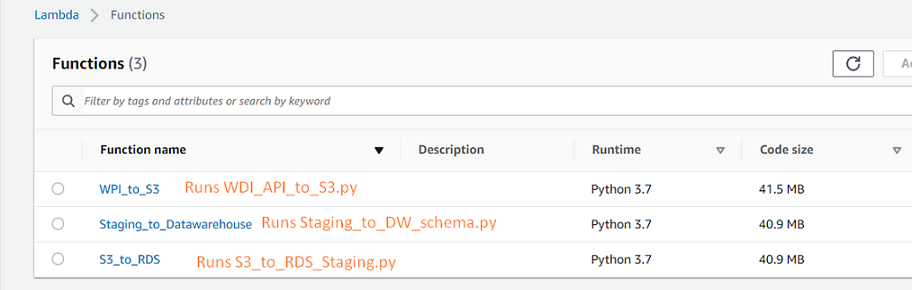 Lambda > Functions
Functions (3)
Filter by tags and attributes or search by keyword
Function name Description Runtime Code size
WPI_to_S3 Runs WDI_API_to_S3.py Python 3.7 41.5 MB
Staging_to_Datawarehouse Runs Staging_to_DW_schema.py Python 3.7 40.9 MB
S3_to_RDS Runs S3_to_RDS_Staging.py Python 3.7 40.9 MB